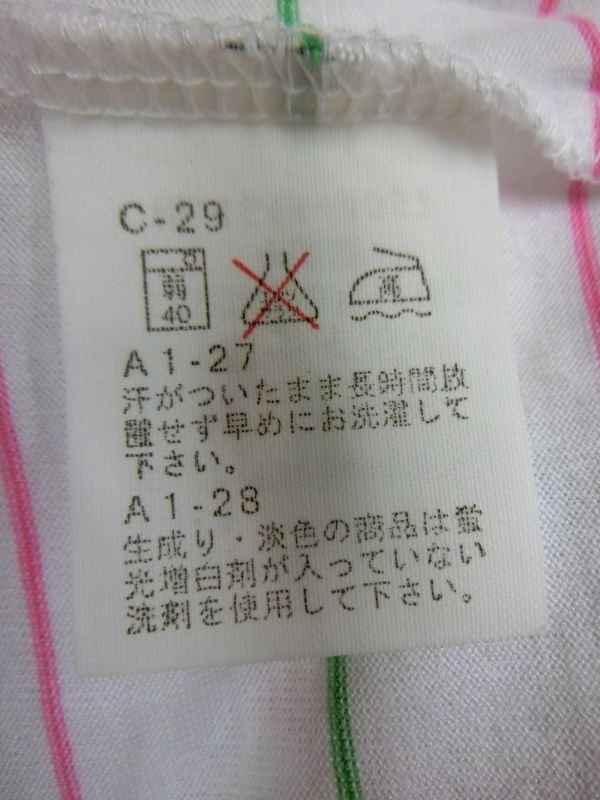 C-29
弱
40
高
A1-27
汗がついたまま長時間放
置せず早めにお洗濯して
下さい。
A1-28
生成り・淡色の商品は蛍
光増白剤が入っていない
洗剤を使用して下さい。